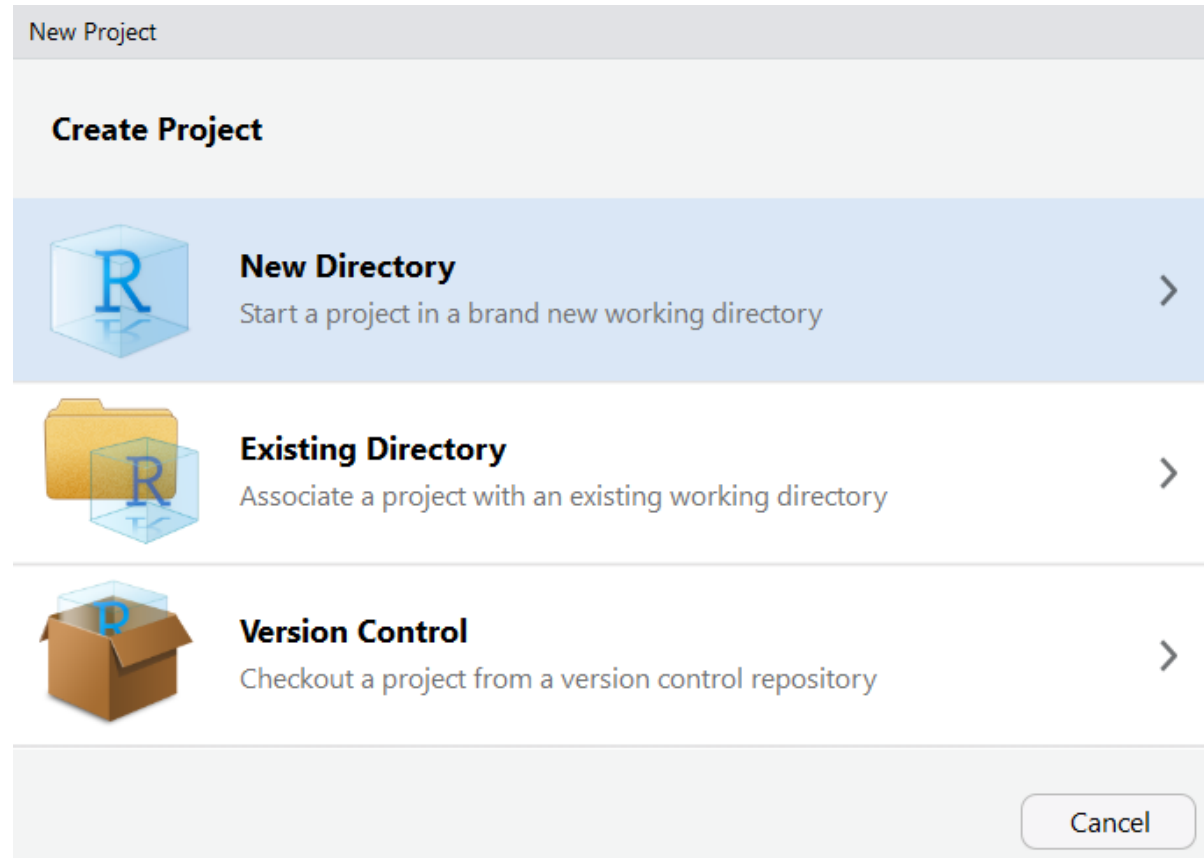 New Project
Create Project
R
New Directory
Start a project in a brand new working directory
R
Existing Directory
Associate a project with an existing working directory
R
Version Control
Checkout a project from a version control repository
Cancel